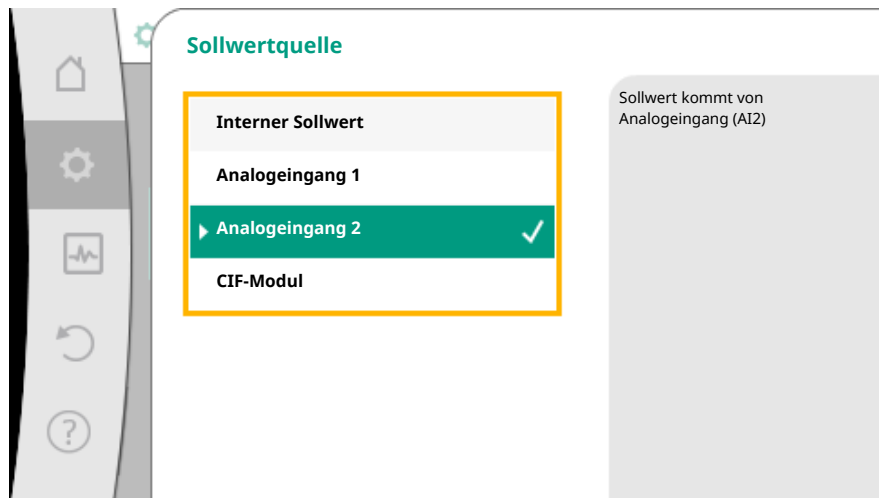 Sollwertquelle
Interner Sollwert
Analogeingang 1
Analogeingang 2
CIF-Modul
Sollwert kommt von
Analogeingang (AI2)
?